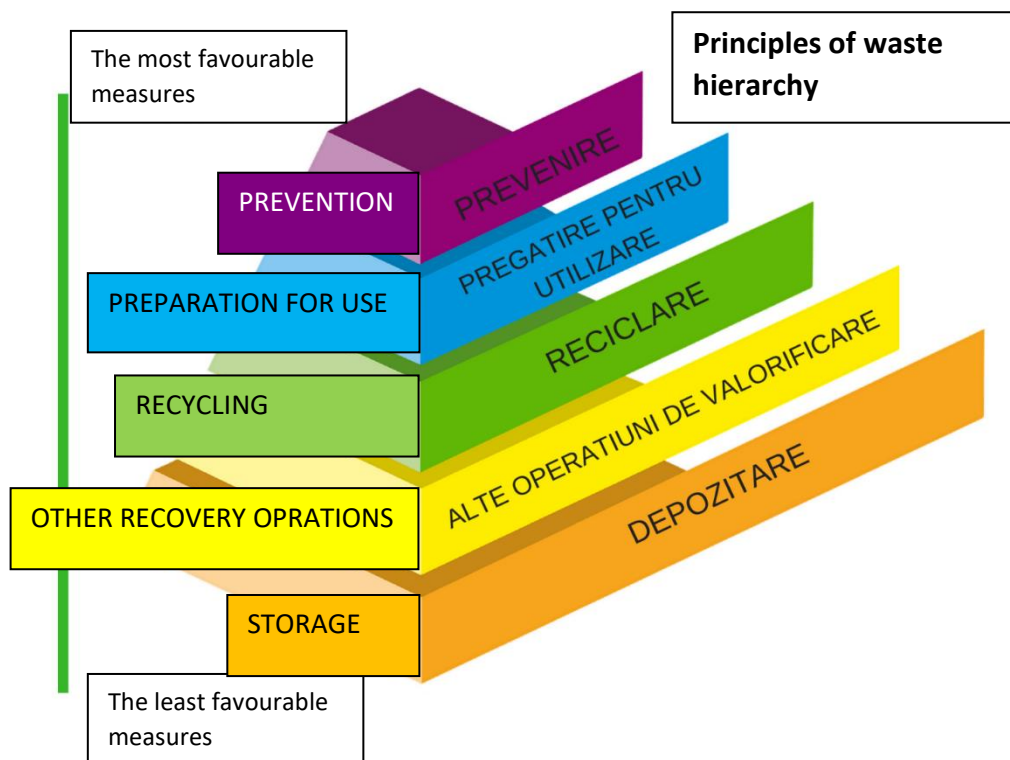 The most favourable
measures
Principles of waste
hierarchy
PREVENTION
PREVENIRE
PREPARATION FOR USE
PREGATIRE PENTRU
UTILIZARE
RECYCLING
RECICLARE
OTHER RECOVERY OPRATIONS
ALTE OPERATIUNI DE VALORIFICARE
STORAGE
DEPOZITARE
The least favourable
measures